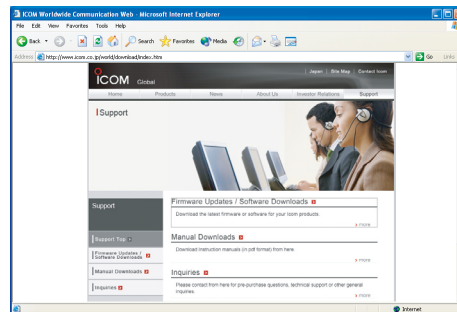 ICOM Worldwide Communication Web - Microsoft Internet Explorer
File Edit View Favorites Tools Help
Back Search Favorites Media
Address http://www.icom.co.jp/world/download/index.htm Go Links
Japan | Site Map | Contact Icom
ICOM Global
Home Products News About Us Investor Relations Support
Support
Support
Firmware Updates / Software Downloads
Download the latest firmware or software for your Icom products.
more
Support Top
Manual Downloads
Firmware Updates /
Software Downloads
Download instruction manuals (in pdf format) from here.
more
Manual Downloads
Inquiries
Inquiries
Please contact from here for pre-purchase questions, technical support or other general
inquiries.
more
Internet